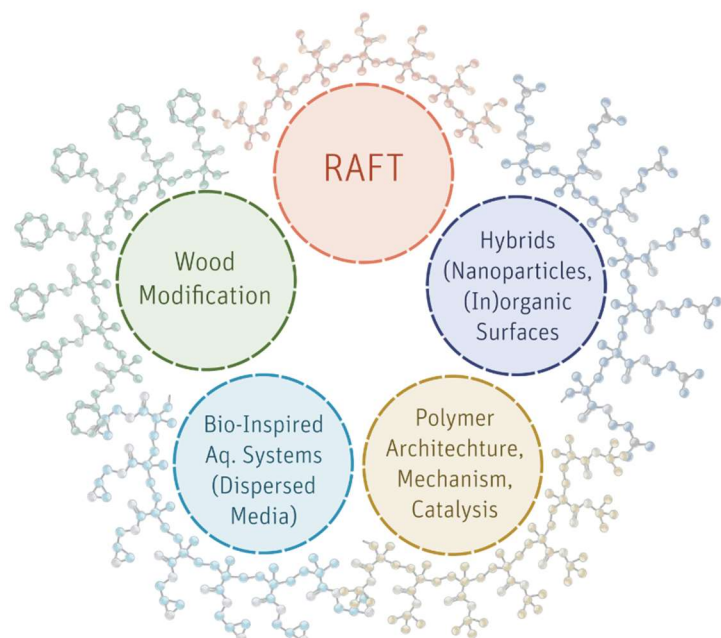 RAFT
Hybrids
(Nanoparticles,
(In)organic
Surfaces
Polymer
Architechture,
Mechanism,
Catalysis
Bio-Inspired
Aq. Systems
(Dispersed
Media)
Wood
Modification